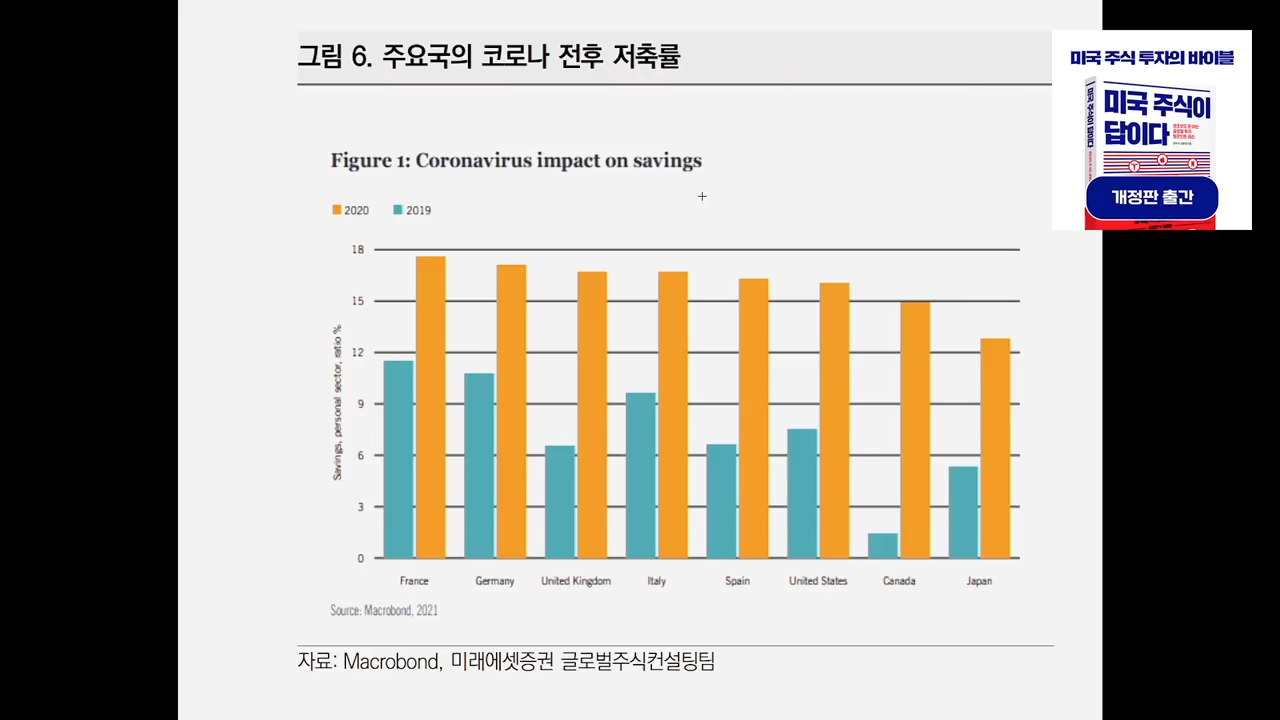 그림 6. 주요국의 코로나 전후 저축률
미국 주식 투자의 바이블
미국 주식이
답이다
개정판 출간
Figure 1: Coronavirus impact on savings
2020 2019
Savings, personal sector, ratio %
18
15
12
9
6
3
0
France Germany United Kingdom Italy Spain United States Canada Japan
Source: Macrobond, 2021
자료: Macrobond, 미래에셋증권 글로벌주식컨설팅팀